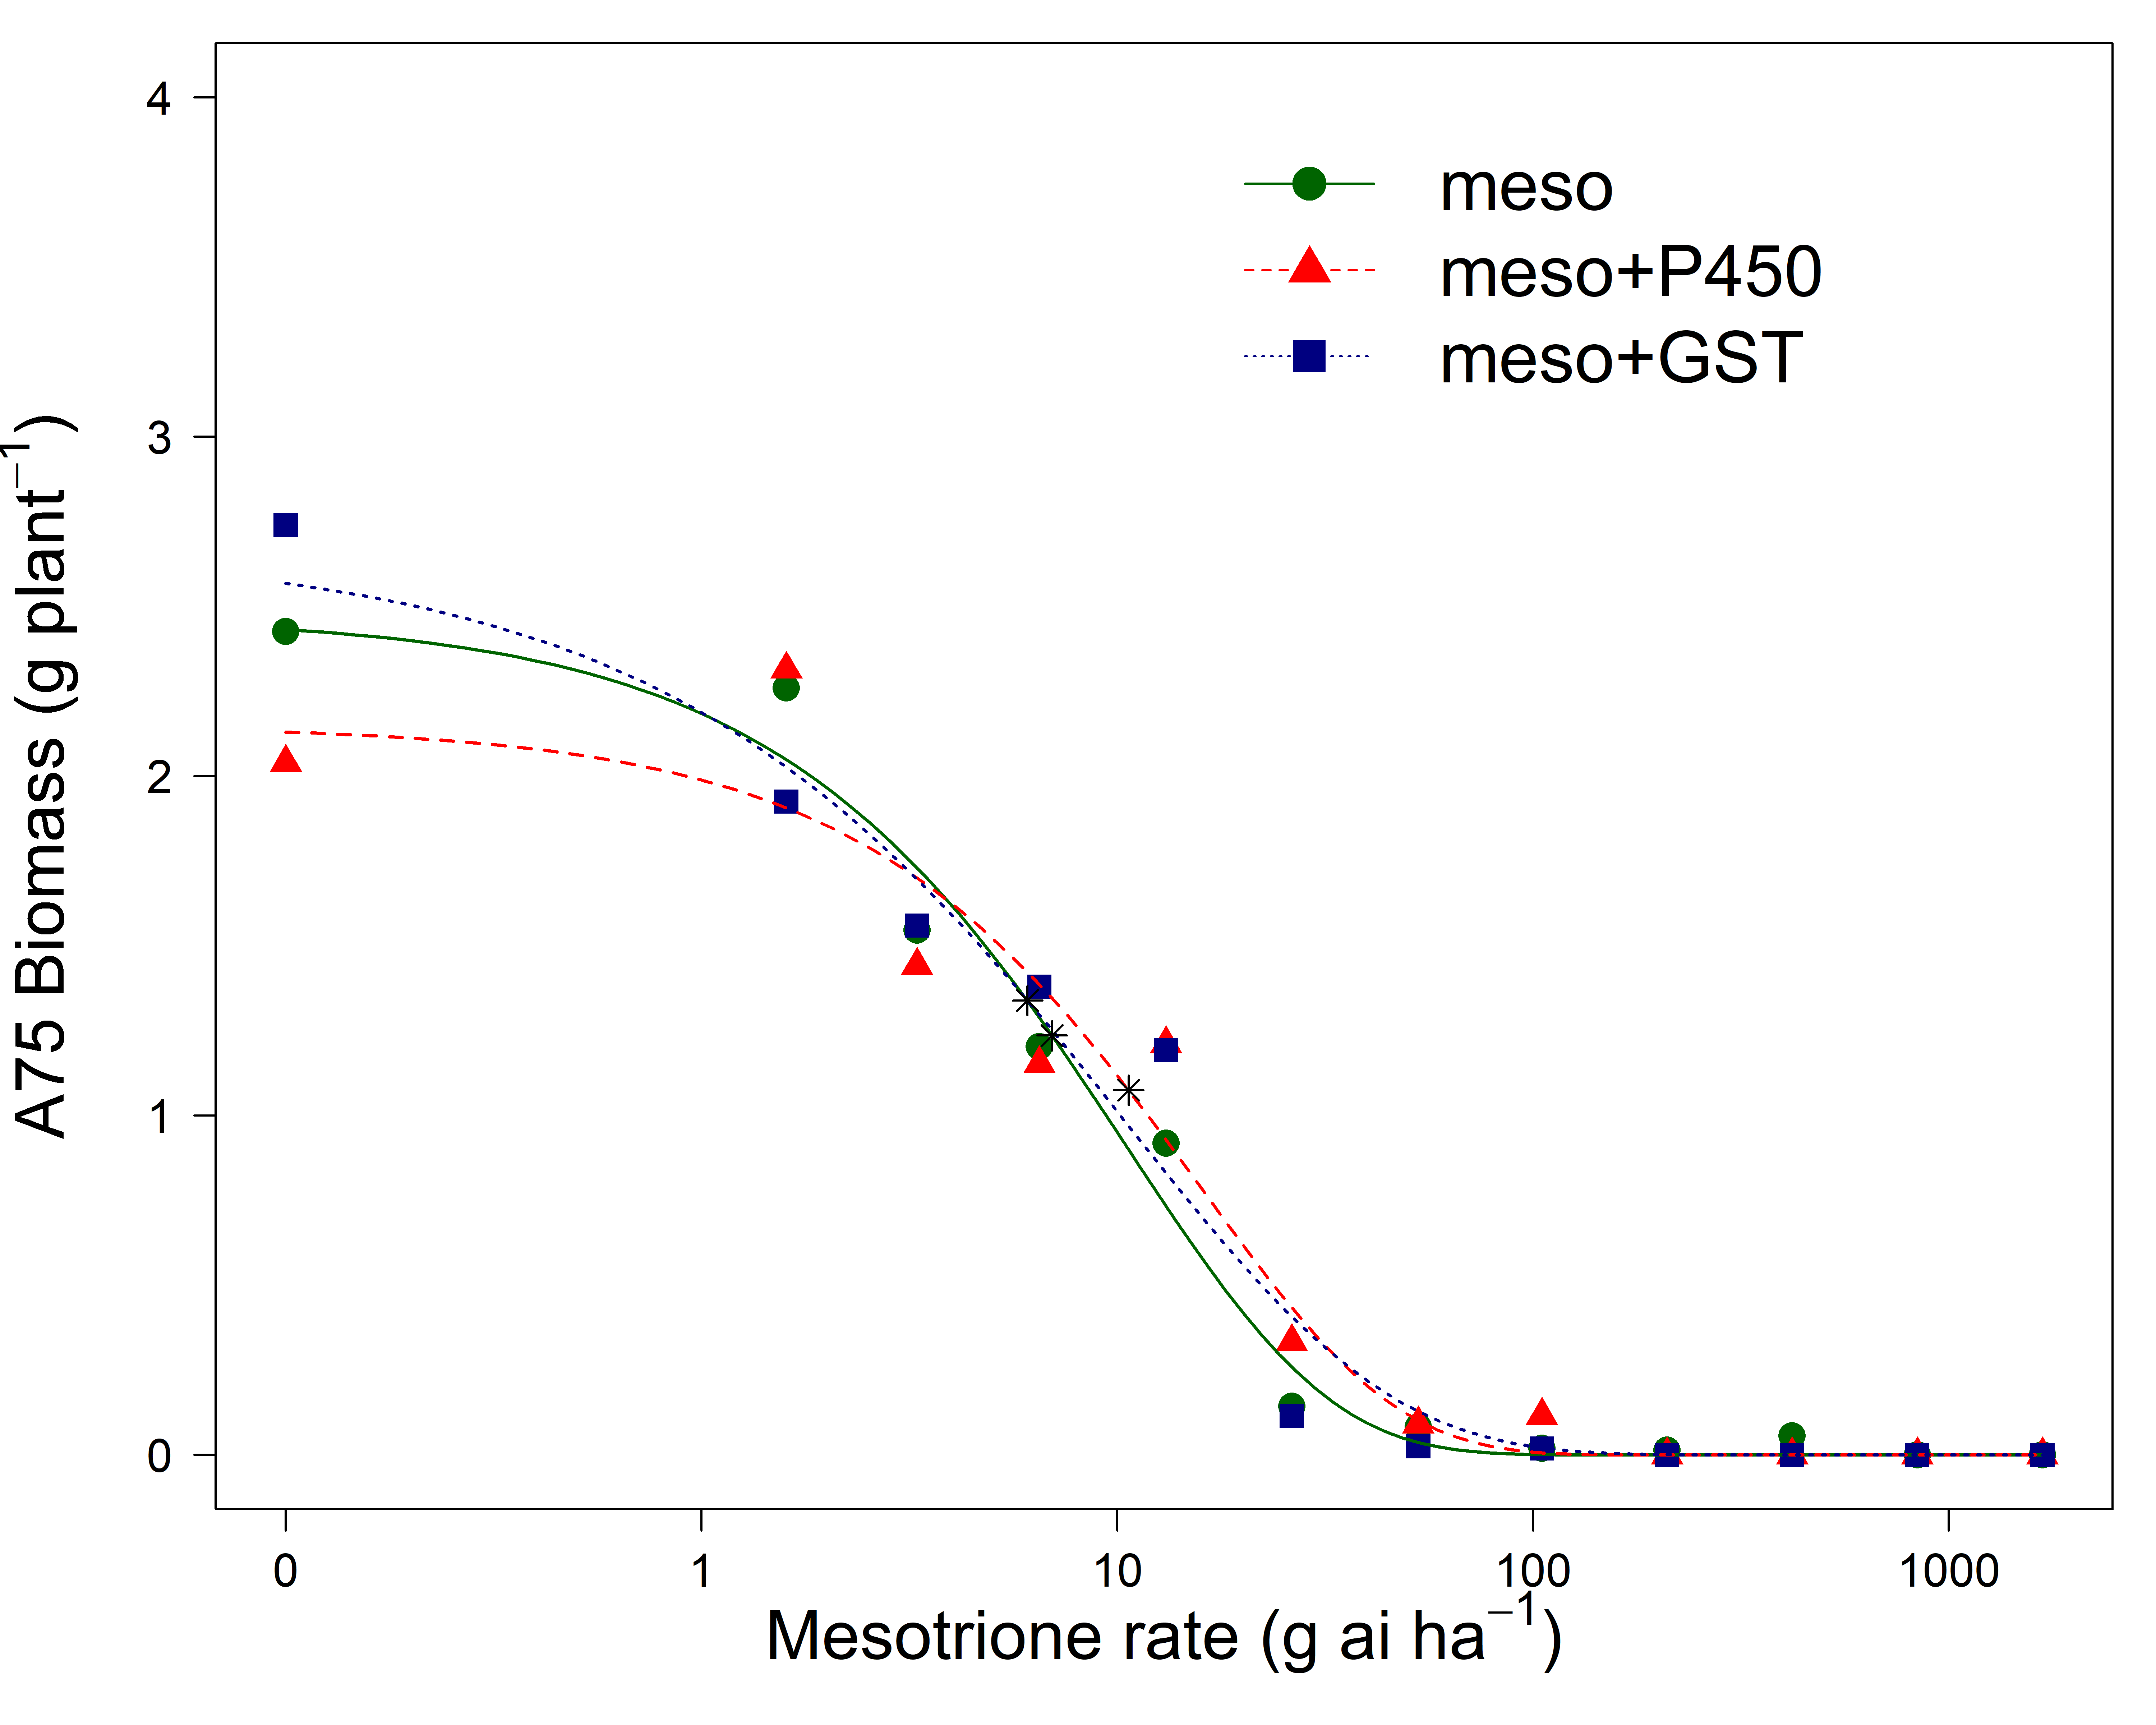 4
3
2
1
0
A75 Biomass (g plant⁻¹)
meso
meso+P450
meso+GST
0 1 10 100 1000
Mesotrione rate (g ai ha⁻¹)